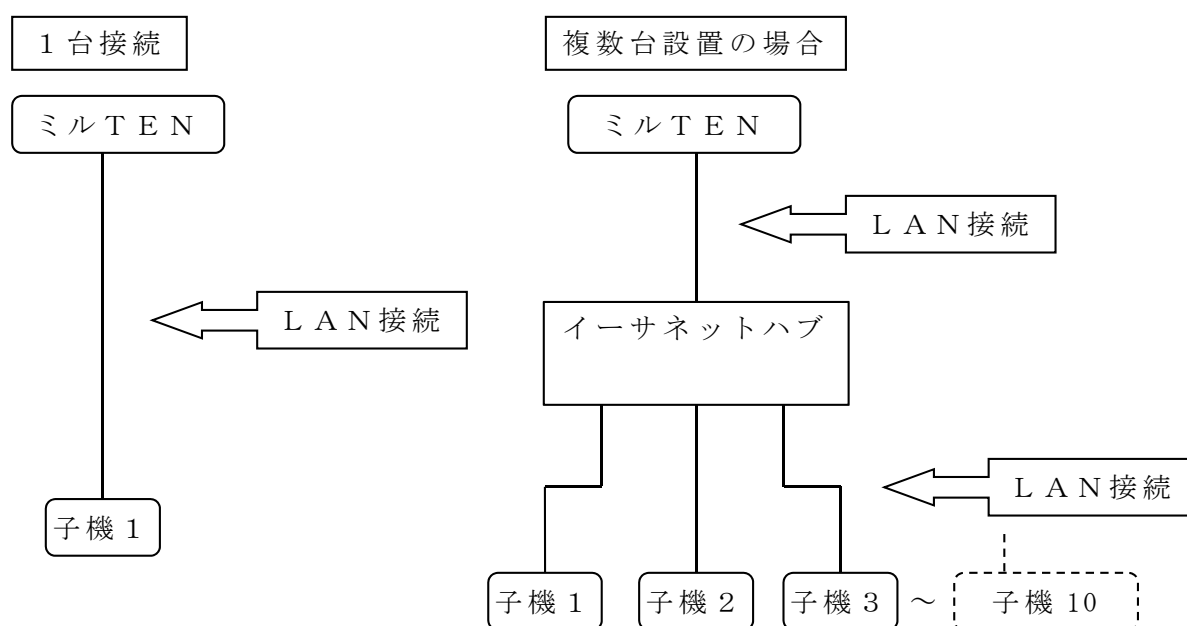 １台接続
ミルＴＥＮ
ＬＡＮ接続
子機１
複数台設置の場合
ミルＴＥＮ
ＬＡＮ接続
イーサネットハブ
ＬＡＮ接続
子機１ 子機２ 子機３ ～ 子機10